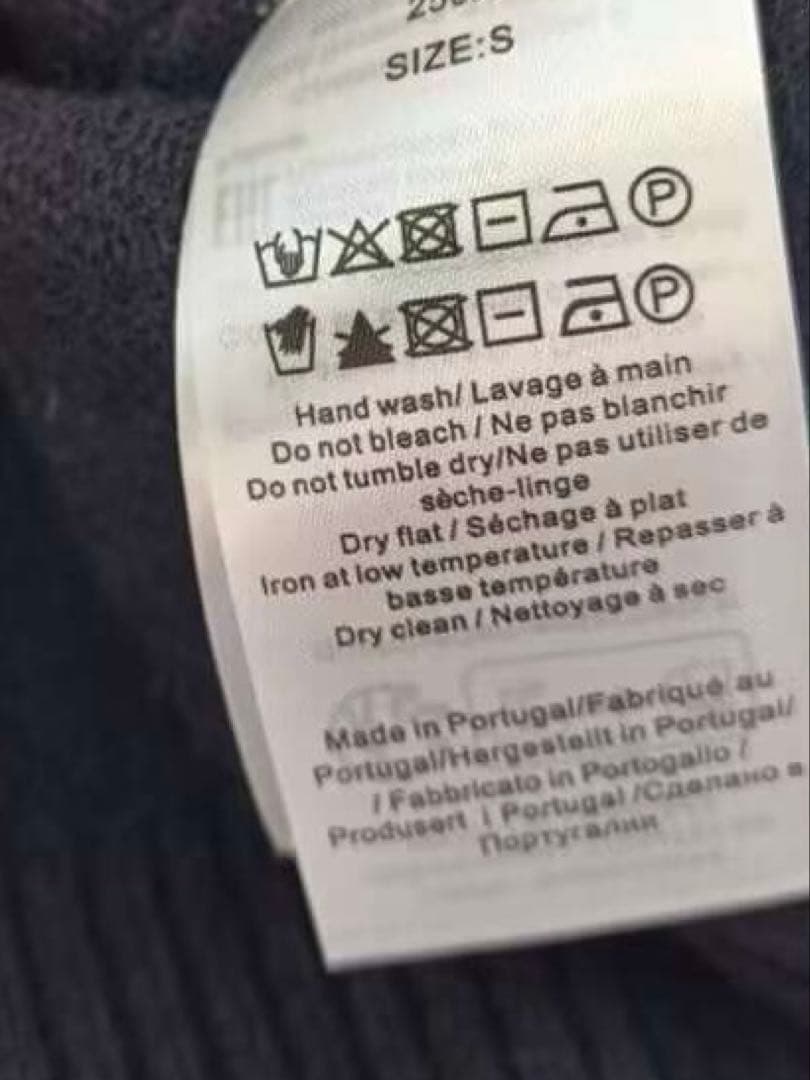 SIZE:S
P
P
Hand wash/ Lavage à main
Do not bleach / Ne pas blanchir
Do not tumble dry/Ne pas utiliser de
sèche-linge
Dry flat / Séchage à plat
Iron at low temperature / Repasser à
basse température
Dry clean / Nettoyage à sec
Made in Portugal/Fabriqué au
Portugal/Hergestellt in Portugal/
/ Fabbricato in Portogallo /
Produsert i Portugal /Сделано в
Португалии